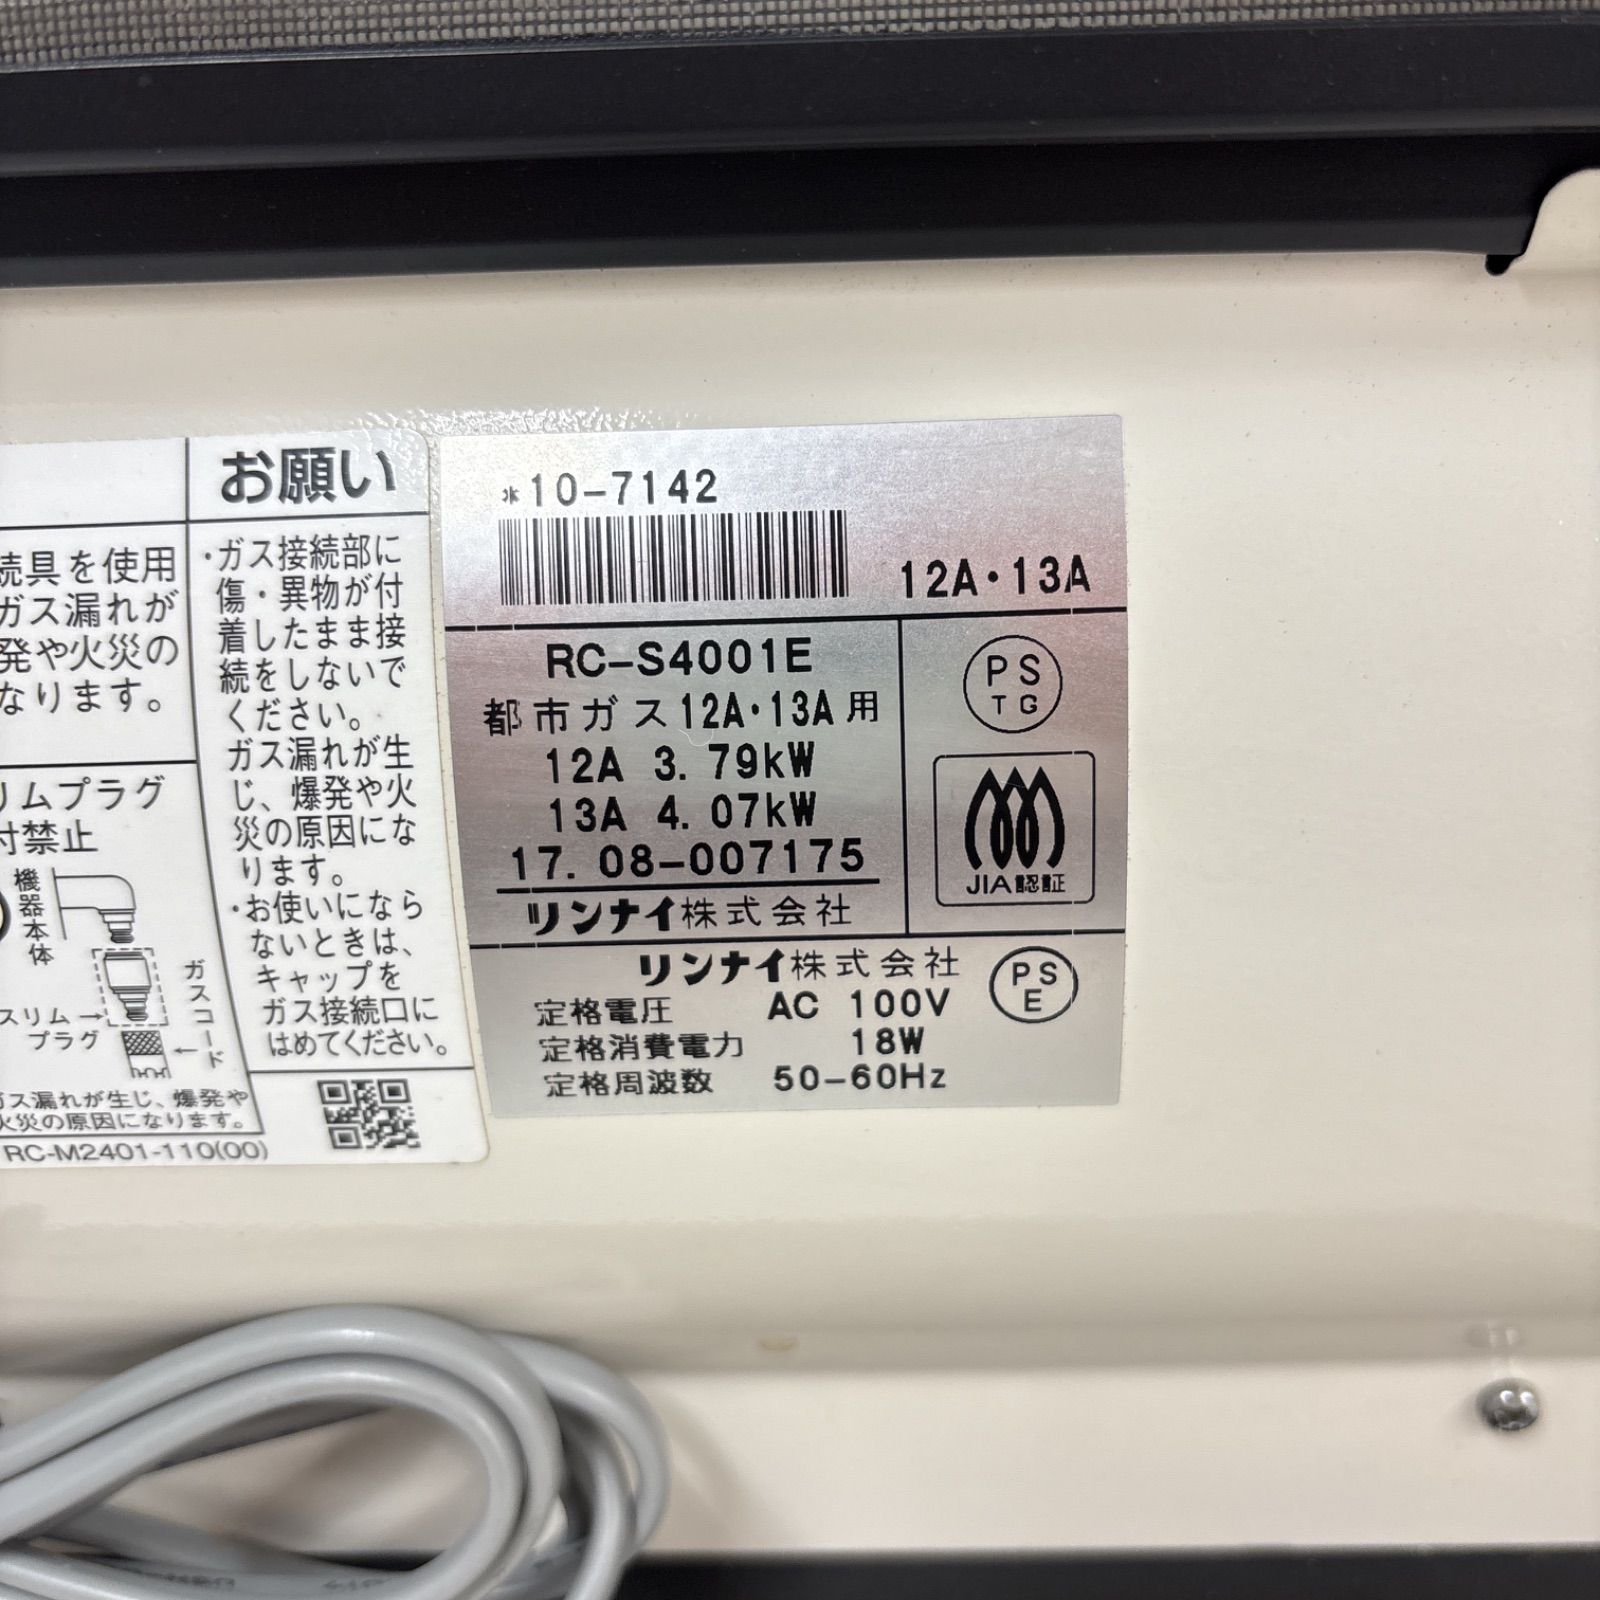 続具を使用
ガス漏れが
発や火災の
なります。
リムプラグ
付禁止
機器本体
スリム
プラグ
ガスコード
ガス漏れが生じ、爆発や
火災の原因になります。
RC-M2401-110(00)
お願い
・ガス接続部に
傷・異物が付
着したまま接
続をしないで
ください。
ガス漏れが生
じ、爆発や火
災の原因にな
ります。
・お使いになら
ないときは、
キャップを
ガス接続口に
はめてください。
10-7142
12A・13A
RC-S4001E
都市ガス12A・13A用
12A 3.79kW
13A 4.07kW
17.08-007175
リンナイ株式会社
PS
TG
JIA認証
リンナイ株式会社
PS
E
定格電圧 AC 100V
定格消費電力 18W
定格周波数 50-60Hz